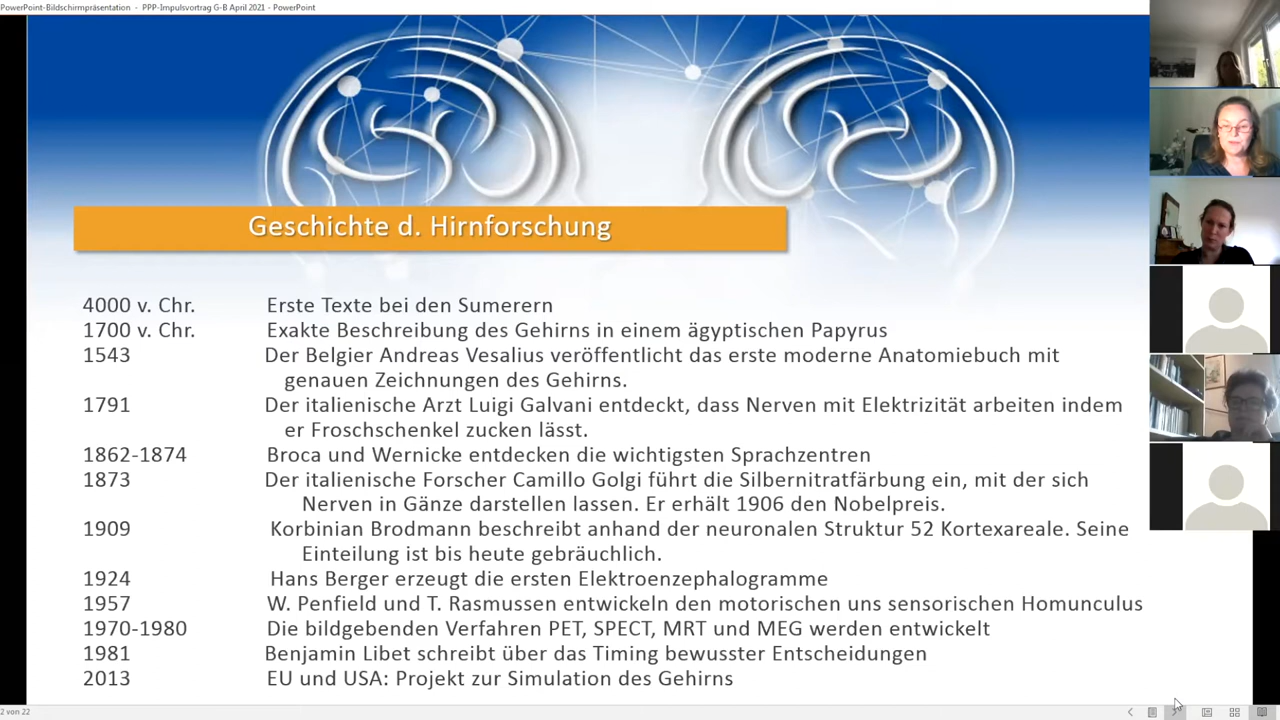 PowerPoint-Bildschirmpräsentation - PPP-Impulsvortrag G-B April 2021 - PowerPoint
Geschichte d. Hirnforschung
4000 v. Chr. Erste Texte bei den Sumerern
1700 v. Chr. Exakte Beschreibung des Gehirns in einem ägyptischen Papyrus
1543 Der Belgier Andreas Vesalius veröffentlicht das erste moderne Anatomiebuch mit
genauen Zeichnungen des Gehirns.
1791 Der italienische Arzt Luigi Galvani entdeckt, dass Nerven mit Elektrizität arbeiten indem
er Froschschenkel zucken lässt.
1862-1874 Broca und Wernicke entdecken die wichtigsten Sprachzentren
1873 Der italienische Forscher Camillo Golgi führt die Silbernitratfärbung ein, mit der sich
Nerven in Gänze darstellen lassen. Er erhält 1906 den Nobelpreis.
1909 Korbinian Brodmann beschreibt anhand der neuronalen Struktur 52 Kortexareale. Seine
Einteilung ist bis heute gebräuchlich.
1924 Hans Berger erzeugt die ersten Elektroenzephalogramme
1957 W. Penfield und T. Rasmussen entwickeln den motorischen uns sensorischen Homunculus
1970-1980 Die bildgebenden Verfahren PET, SPECT, MRT und MEG werden entwickelt
1981 Benjamin Libet schreibt über das Timing bewusster Entscheidungen
2013 EU und USA: Projekt zur Simulation des Gehirns
2 von 22